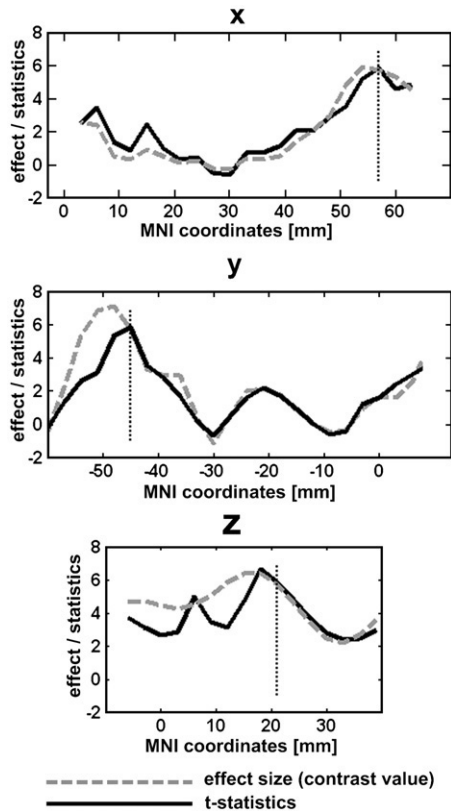 x
effect / statistics
8
6
4
2
0
-2
0 10 20 30 40 50 60
MNI coordinates [mm]
y
effect / statistics
8
6
4
2
0
-2
-50 -40 -30 -20 -10 0
MNI coordinates [mm]
z
effect / statistics
8
6
4
2
0
-2
0 10 20 30
MNI coordinates [mm]
effect size (contrast value)
t-statistics